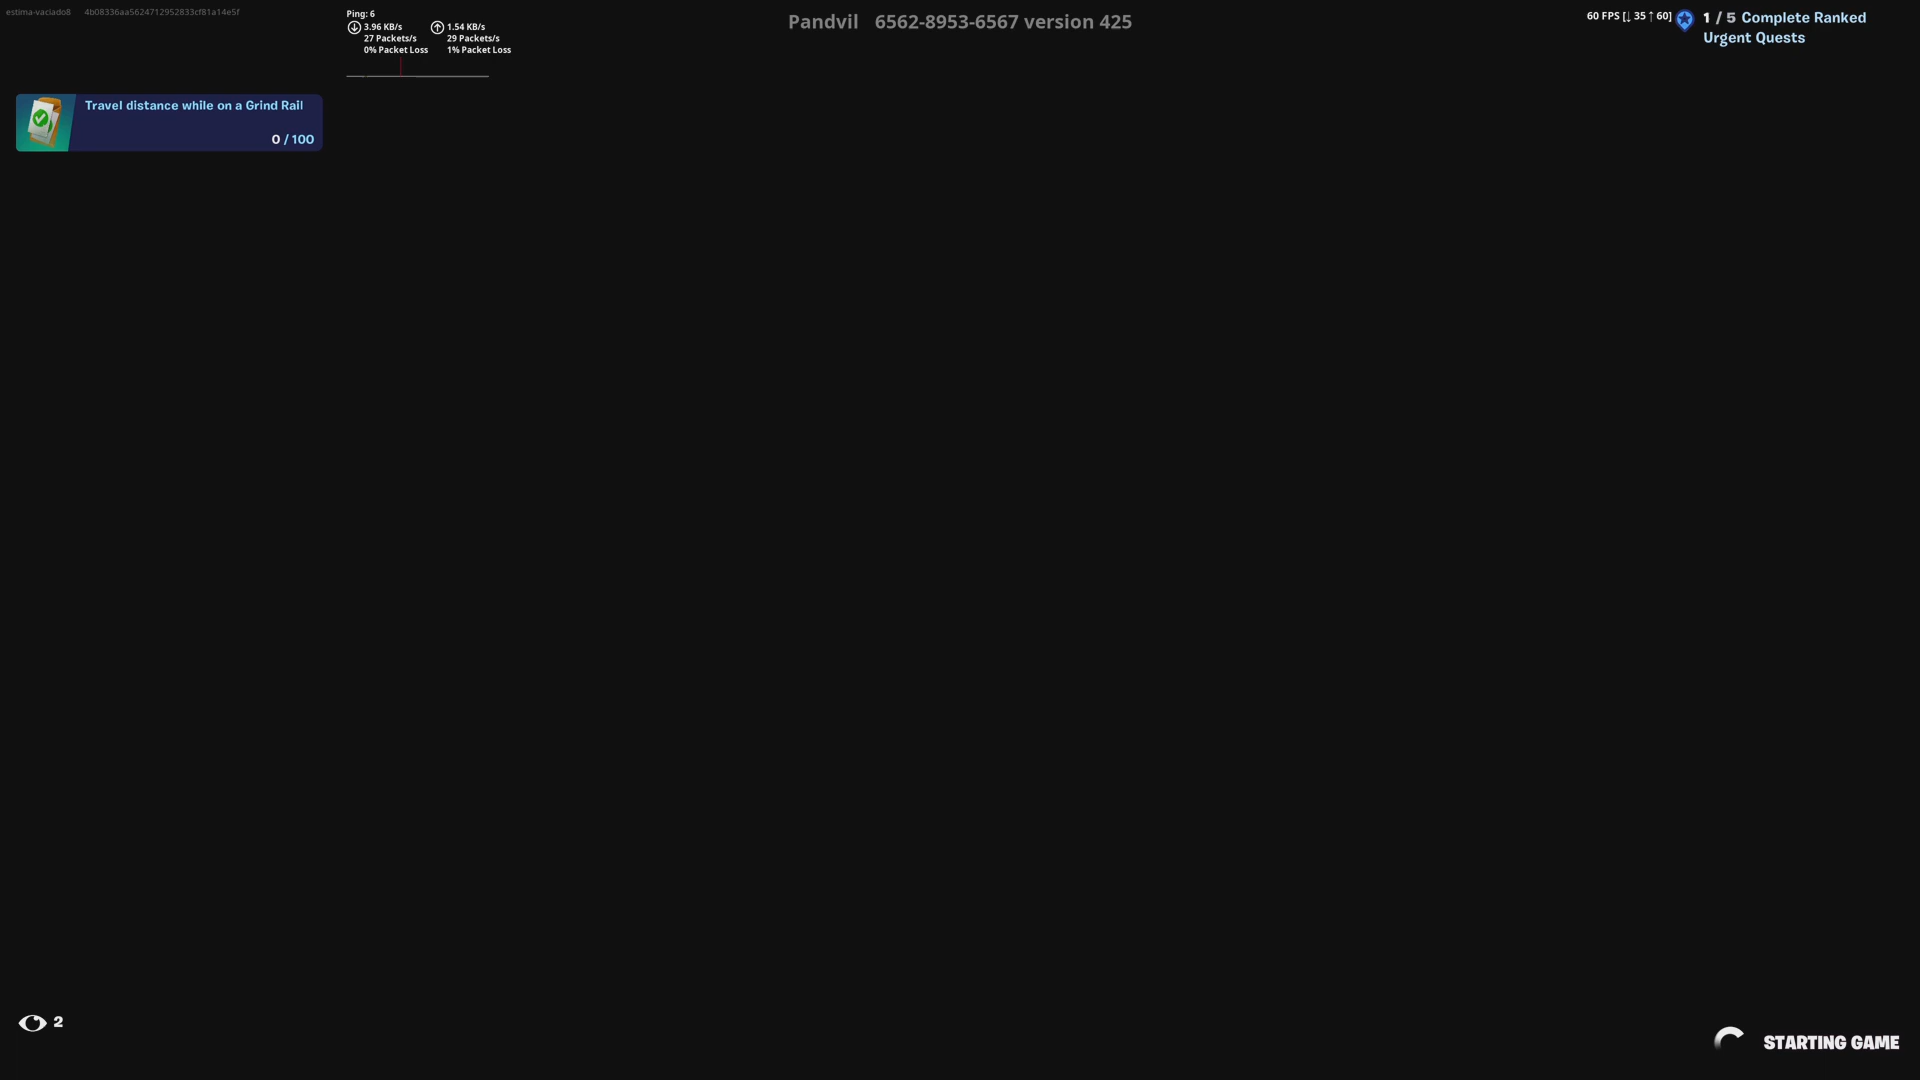 estima-vaciado8 4b08336aa5624712952833cf81a14e5f
Ping: 6
3.96 KB/s 1.54 KB/s
27 Packets/s 29 Packets/s
0% Packet Loss 1% Packet Loss
Pandvil 6562-8953-6567 version 425
60 FPS [↓ 35 ↑ 60]
1 / 5 Complete Ranked
Urgent Quests
Travel distance while on a Grind Rail
0 / 100
2
STARTING GAME